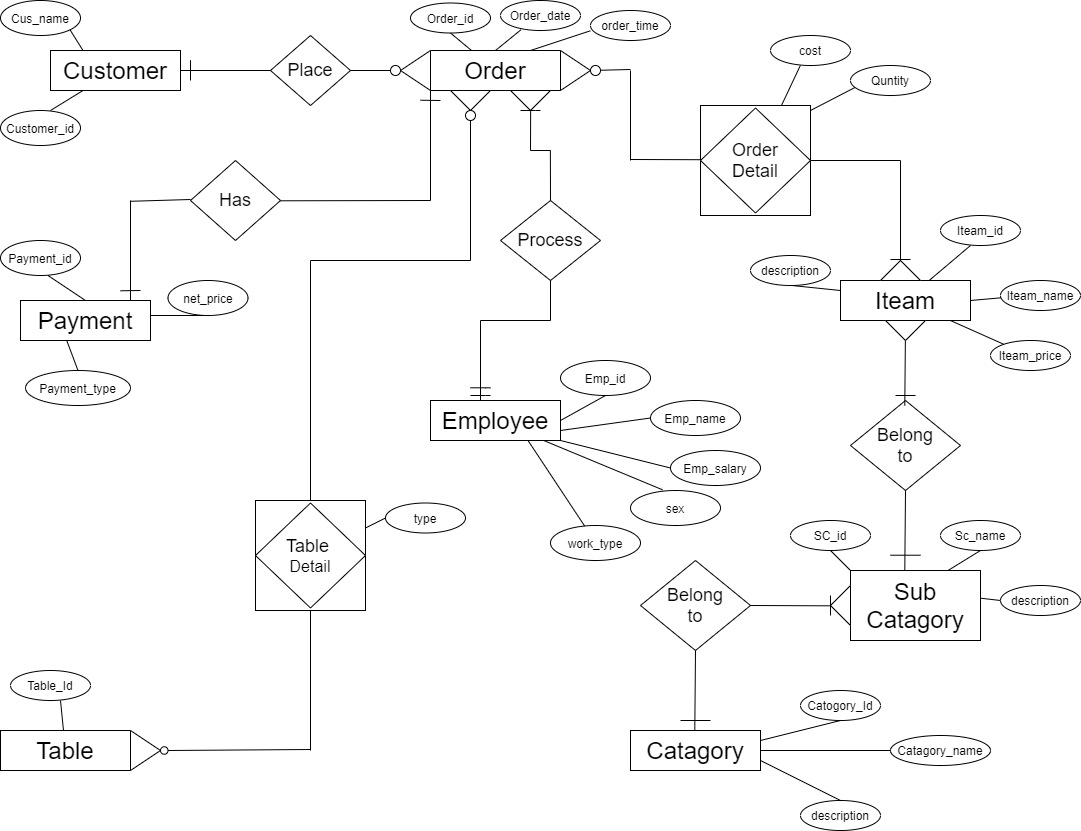 Cus_name
Order_id
Order_date
order_time
Customer
Place
Order
cost
Quntity
Customer_id
Order
Detail
Has
Process
Iteam_id
Payment_id
description
net_price
Iteam_name
Iteam
Payment
Iteam_price
Payment_type
Emp_id
Emp_name
Employee
Belong
to
Emp_salary
sex
type
work_type
SC_id
Sc_name
Table
Detail
Belong
to
Sub
Catagory
description
Table_Id
Catogory_Id
Table
Catagory
Catagory_name
description